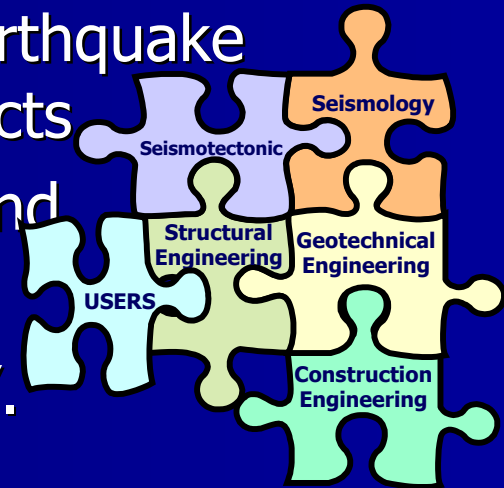 rthquake
cts
nd
.
Seismology
Seismotectonic
Structural
Engineering
Geotechnical
Engineering
USERS
Construction
Engineering